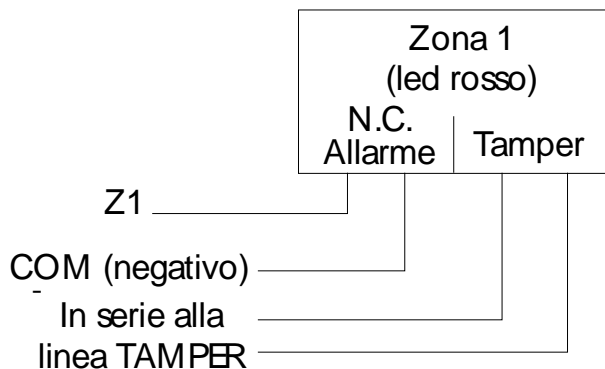 Zona 1
(led rosso)
N.C.
Allarme
Tamper
Z1
COM (negativo)
-
In serie alla
linea TAMPER